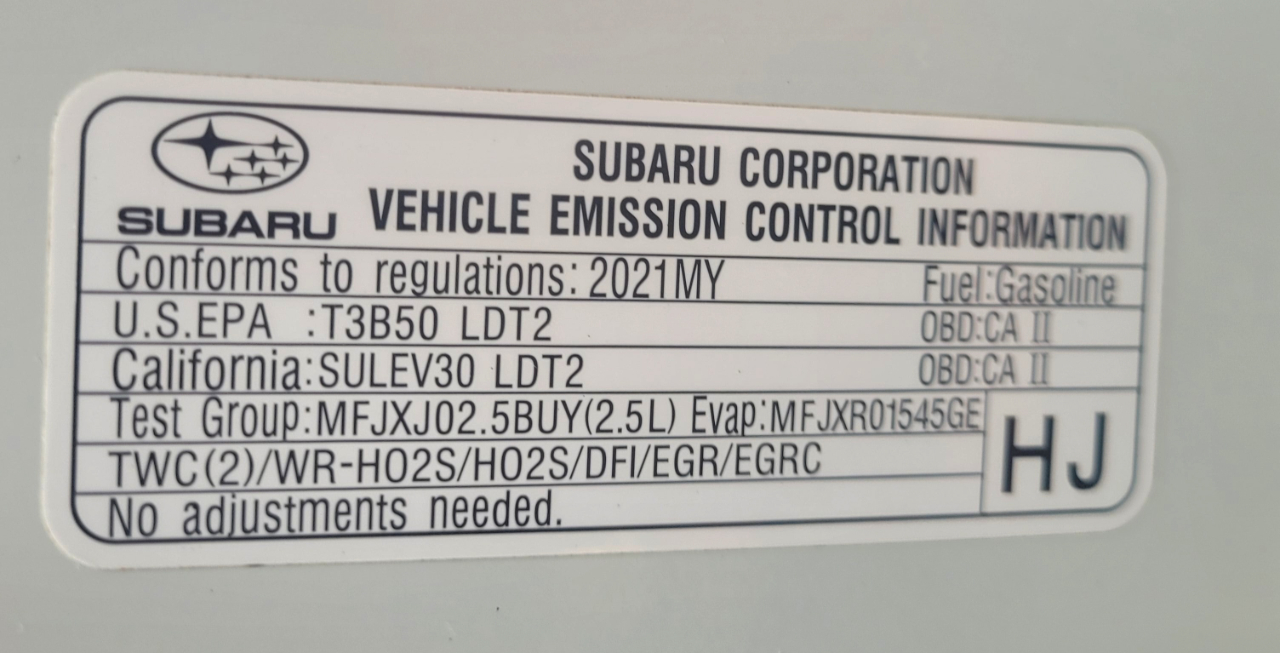 SUBARU CORPORATION
SUBARU VEHICLE EMISSION CONTROL INFORMATION
Conforms to regulations: 2021MY Fuel:Gasoline
U.S.EPA :T3B50 LDT2 OBD:CA II
California:SULEV30 LDT2 OBD:CA II
Test Group:MFJXJ02.5BUY(2.5L) Evap:MFJXR01545GE
TWC(2)/WR-HO2S/HO2S/DFI/EGR/EGRC
HJ
No adjustments needed.